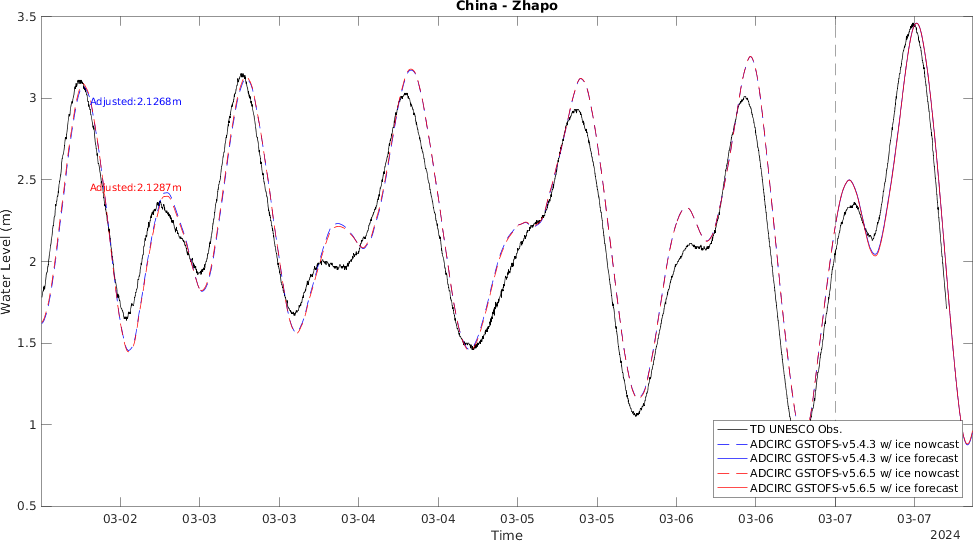 China - Zhapo
3.5
3
2.5
2
1.5
1
0.5
Water Level (m)
Adjusted:2.1268m
Adjusted:2.1287m
TD UNESCO Obs.
ADCIRC GSTOFS-v5.4.3 w/ ice nowcast
ADCIRC GSTOFS-v5.4.3 w/ ice forecast
ADCIRC GSTOFS-v5.6.5 w/ ice nowcast
ADCIRC GSTOFS-v5.6.5 w/ ice forecast
03-02 03-03 03-03 03-04 03-04 03-05 03-05 03-06 03-06 03-07 03-07
Time
2024